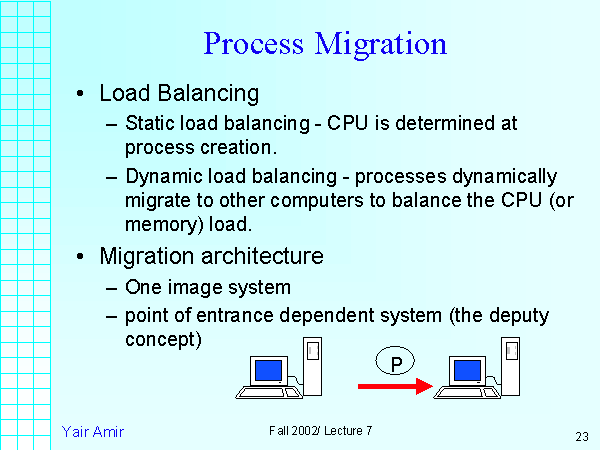 Process Migration
• Load Balancing
– Static load balancing - CPU is determined at
process creation.
– Dynamic load balancing - processes dynamically
migrate to other computers to balance the CPU (or
memory) load.
• Migration architecture
– One image system
– point of entrance dependent system (the deputy
concept)
P
Yair Amir
Fall 2002/ Lecture 7
23